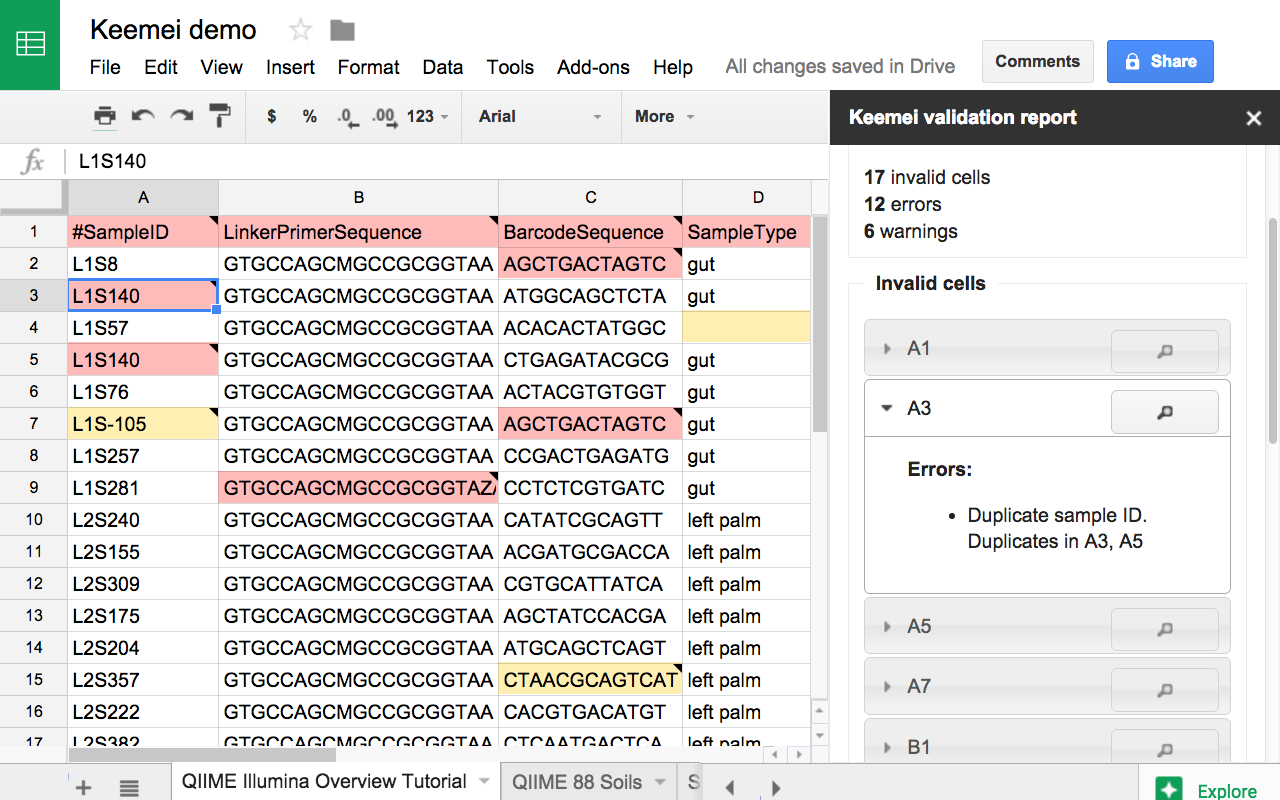 Keemei demo
File Edit View Insert Format Data Tools Add-ons Help All changes saved in Drive
Comments
Share
$ % .0 .00 123 Arial More
fx L1S140
A B C D
1 #SampleID LinkerPrimerSequence BarcodeSequence SampleType
2 L1S8 GTGCCAGCMGCCGCGGTAA AGCTGACTAGTC gut
3 L1S140 GTGCCAGCMGCCGCGGTAA ATGGCAGCTCTA gut
4 L1S57 GTGCCAGCMGCCGCGGTAA ACACACTATGGC
5 L1S140 GTGCCAGCMGCCGCGGTAA CTGAGATACGCG gut
6 L1S76 GTGCCAGCMGCCGCGGTAA ACTACGTGTGGT gut
7 L1S-105 GTGCCAGCMGCCGCGGTAA AGCTGACTAGTC gut
8 L1S257 GTGCCAGCMGCCGCGGTAA CCGACTGAGATG gut
9 L1S281 GTGCCAGCMGCCGCGGTAZ CCTCTCGTGATC gut
10 L2S240 GTGCCAGCMGCCGCGGTAA CATATCGCAGTT left palm
11 L2S155 GTGCCAGCMGCCGCGGTAA ACGATGCGACCA left palm
12 L2S309 GTGCCAGCMGCCGCGGTAA CGTGCATTATCA left palm
13 L2S175 GTGCCAGCMGCCGCGGTAA AGCTATCCACGA left palm
14 L2S204 GTGCCAGCMGCCGCGGTAA ATGCAGCTCAGT left palm
15 L2S357 GTGCCAGCMGCCGCGGTAA CTAACGCAGTCAT left palm
16 L2S222 GTGCCAGCMGCCGCGGTAA CACGTGACATGT left palm
17 L2S382 GTGCCAGCMGCCGCGGTAA CTCAATGACTCA left palm
QIIME Illumina Overview Tutorial QIIME 88 Soils S
Keemei validation report
17 invalid cells
12 errors
6 warnings
Invalid cells
A1
A3
Errors:
• Duplicate sample ID.
Duplicates in A3, A5
A5
A7
B1
Explore